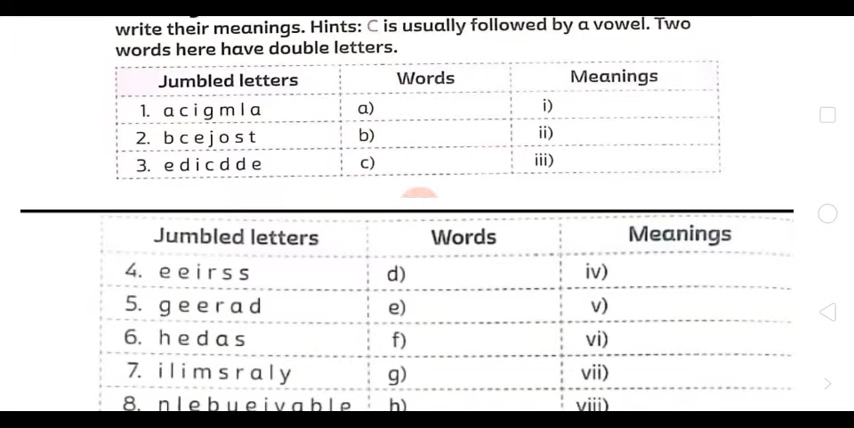 write their meanings. Hints: C is usually followed by a vowel. Two
words here have double letters.
Jumbled letters Words Meanings
1. a c i g m l a a) i)
2. b c e j o s t b) ii)
3. e d i c d d e c) iii)
Jumbled letters Words Meanings
4. e e i r s s d) iv)
5. g e e r a d e) v)
6. h e d a s f) vi)
7. i l i m s r a l y g) vii)
8. n l e b u e i v a b l e h) viii)